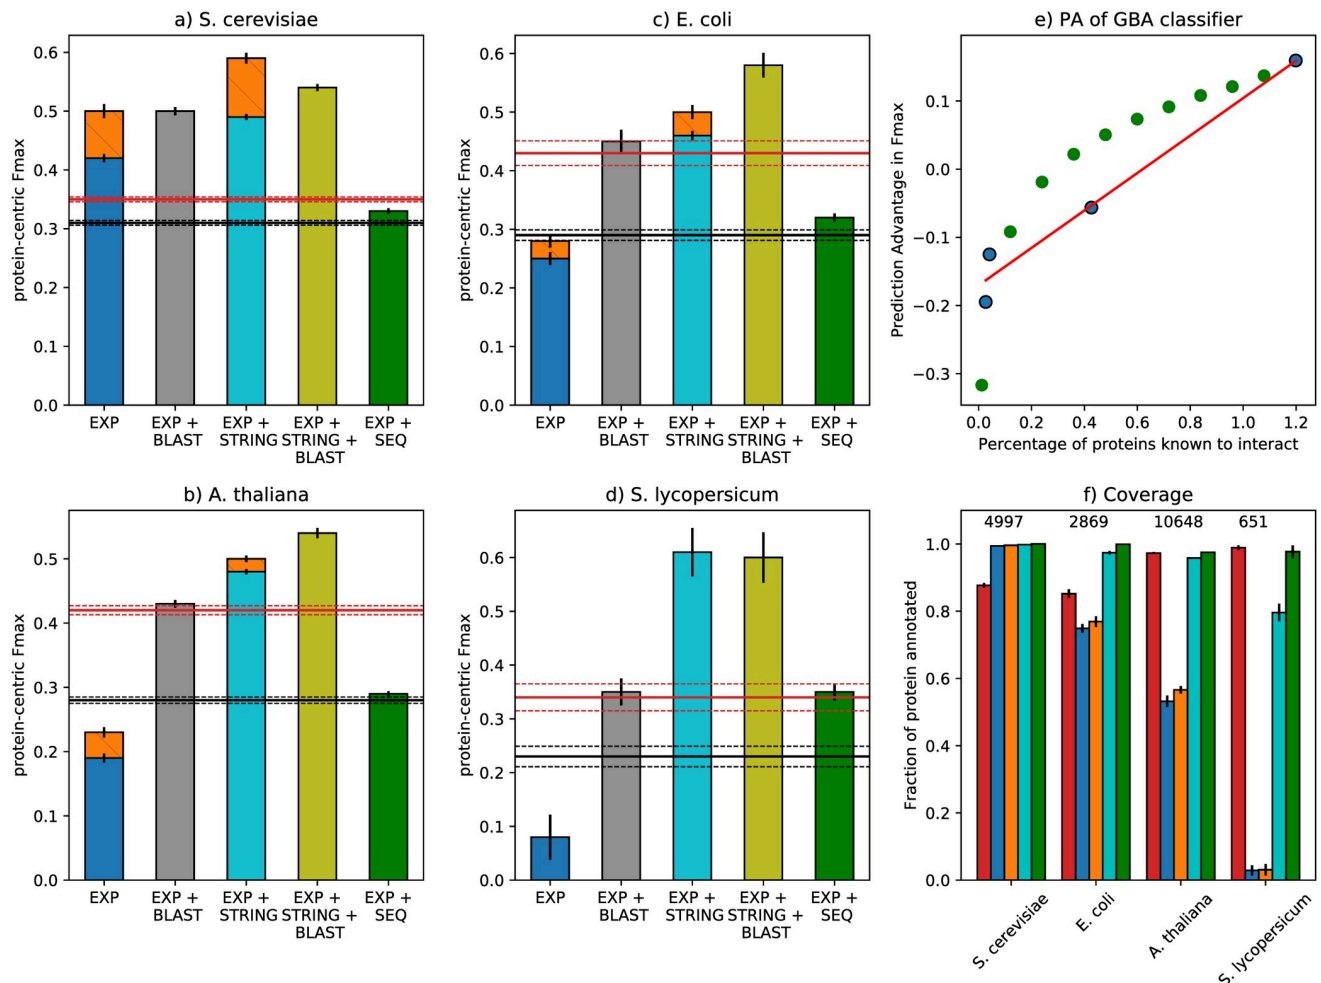 a) S. cerevisiae
protein-centric Fmax
0.6
0.5
0.4
0.3
0.2
0.1
0.0
EXP
EXP +
BLAST
EXP +
STRING
EXP +
STRING +
BLAST
EXP +
SEQ
c) E. coli
protein-centric Fmax
0.6
0.5
0.4
0.3
0.2
0.1
0.0
EXP
EXP +
BLAST
EXP +
STRING
EXP +
STRING +
BLAST
EXP +
SEQ
e) PA of GBA classifier
Prediction Advantage in Fmax
0.1
0.0
−0.1
−0.2
−0.3
0.0 0.2 0.4 0.6 0.8 1.0 1.2
Percentage of proteins known to interact
b) A. thaliana
protein-centric Fmax
0.5
0.4
0.3
0.2
0.1
0.0
EXP
EXP +
BLAST
EXP +
STRING
EXP +
STRING +
BLAST
EXP +
SEQ
d) S. lycopersicum
protein-centric Fmax
0.6
0.5
0.4
0.3
0.2
0.1
0.0
EXP
EXP +
BLAST
EXP +
STRING
EXP +
STRING +
BLAST
EXP +
SEQ
f) Coverage
4997 2869 10648 651
Fraction of protein annotated
1.0
0.8
0.6
0.4
0.2
0.0
S. cerevisiae
E. coli
A. thaliana
S. lycopersicum